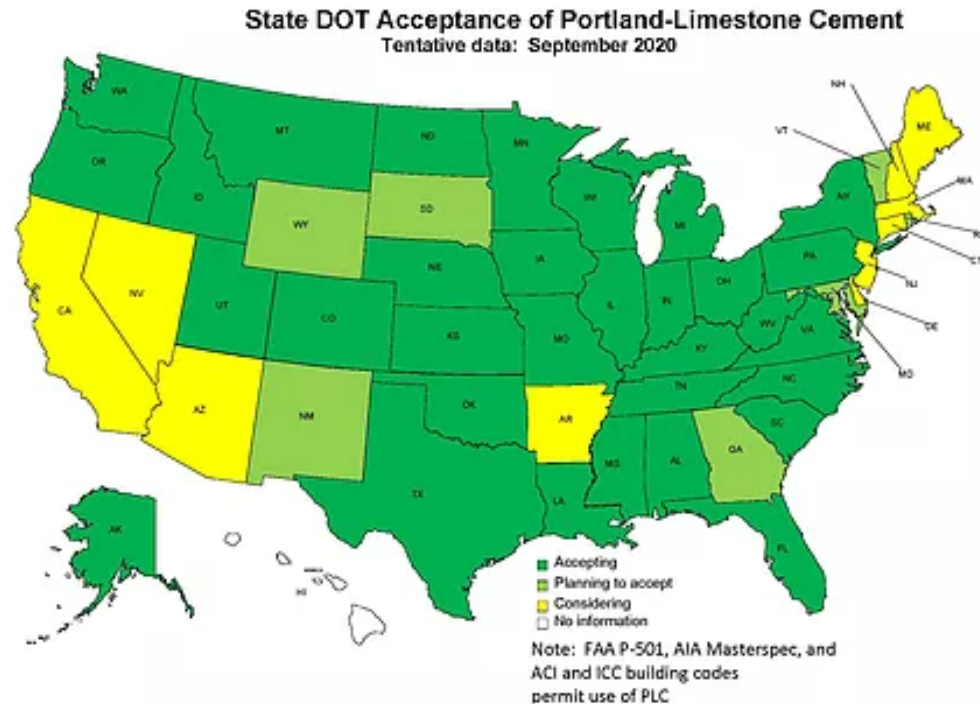 State DOT Acceptance of Portland-Limestone Cement
Tentative data: September 2020
NH
WA
ME
MT
ND
VT
MN
OR
MA
ID
WI
NY
SD
MI
WY
RI
CT
IA
PA
NE
NJ
NV
OH
UT
IL
IN
CA
CO
WV
DE
VA
KS
MO
KY
MD
NC
TN
AZ
OK
NM
AR
SC
GA
MS
AL
TX
LA
AK
FL
HI
Accepting
Planning to accept
Considering
No information
Note: FAA P-501, AIA Masterspec, and
ACI and ICC building codes
permit use of PLC